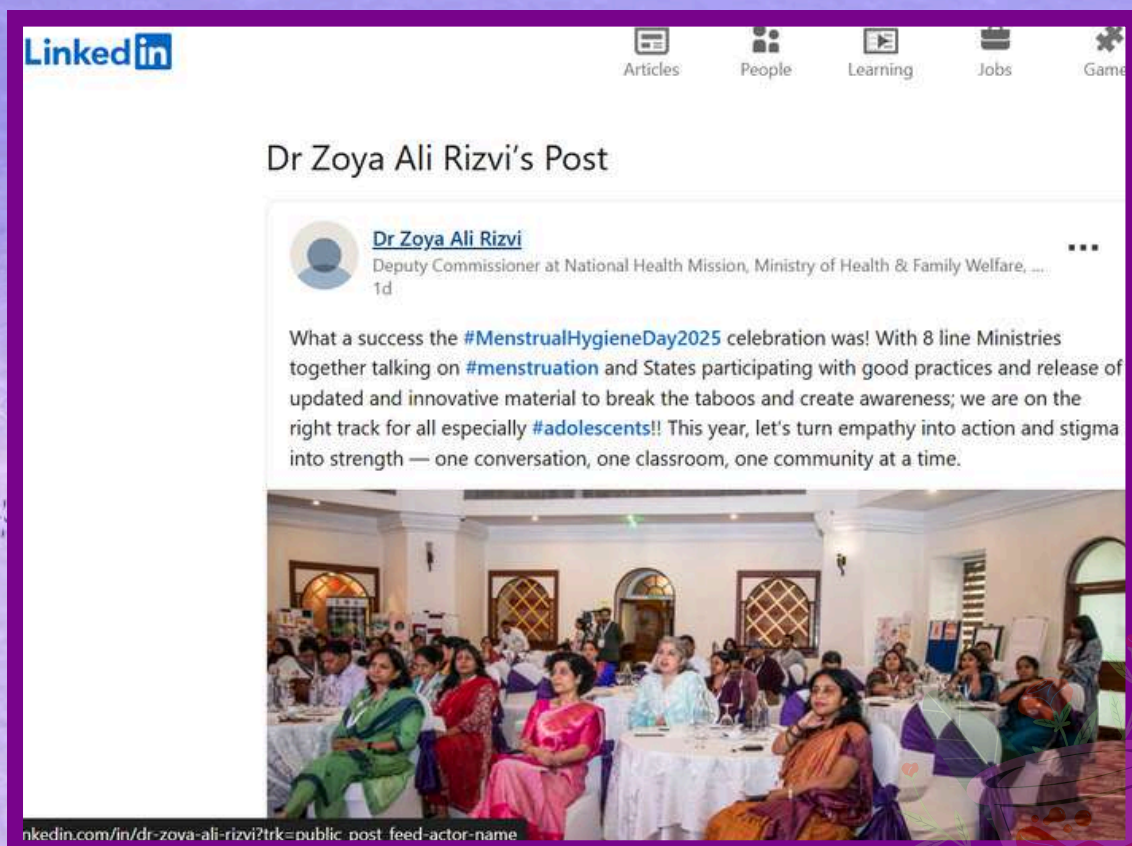 Linked in
Articles People Learning Jobs Game
Dr Zoya Ali Rizvi's Post
Dr Zoya Ali Rizvi
Deputy Commissioner at National Health Mission, Ministry of Health & Family Welfare, ...
1d
What a success the #MenstrualHygieneDay2025 celebration was! With 8 line Ministries
together talking on #menstruation and States participating with good practices and release of
updated and innovative material to break the taboos and create awareness; we are on the
right track for all especially #adolescents!! This year, let's turn empathy into action and stigma
into strength — one conversation, one classroom, one community at a time.
nkedin.com/in/dr-zoya-ali-rizvi?trk=public_post_feed-actor-name